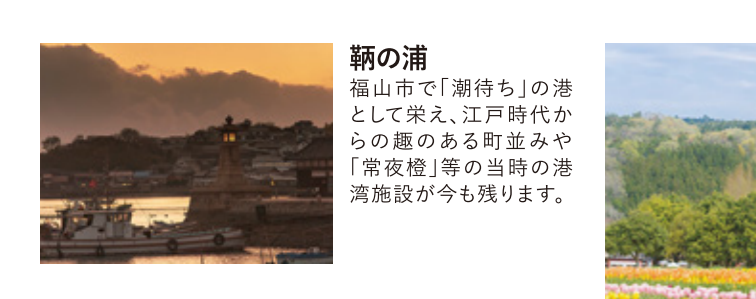 鞆の浦
福山市で「潮待ち」の港
として栄え、江戸時代か
らの趣のある町並みや
「常夜橙」等の当時の港
湾施設が今も残ります。